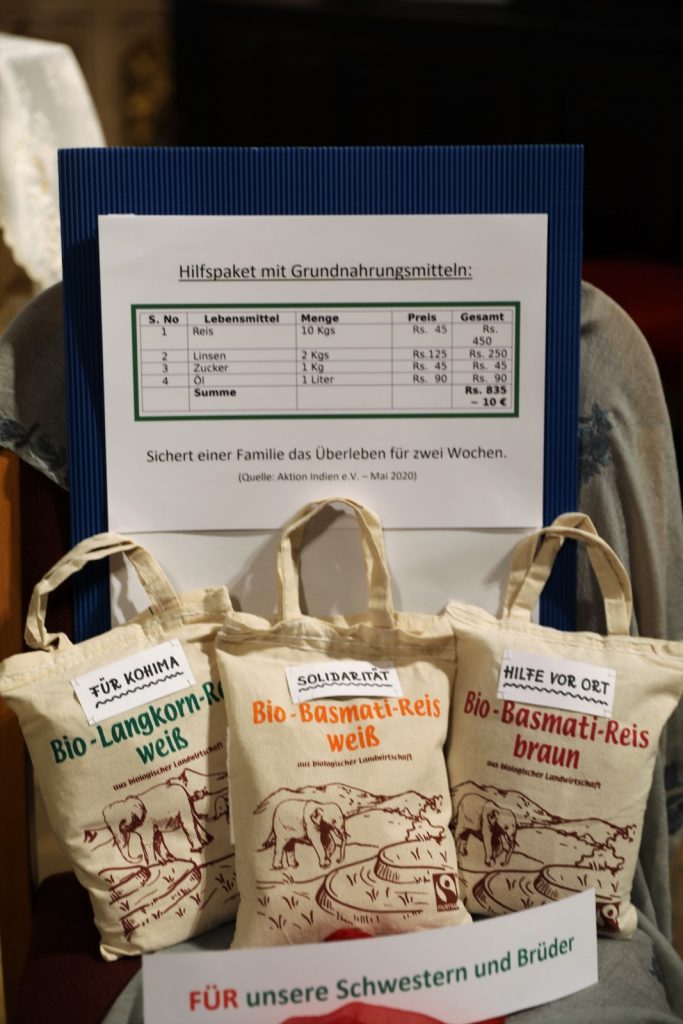 Hilfspaket mit Grundnahrungsmitteln:
S. No Lebensmittel Menge Preis Gesamt
1 Reis 10 Kgs Rs. 45 Rs. 450
2 Linsen 2 Kgs Rs.125 Rs. 250
3 Zucker 1 Kg Rs. 45 Rs. 45
4 Öl 1 Liter Rs. 90 Rs. 90
Summe Rs. 835
~ 10 €
Sichert einer Familie das Überleben für zwei Wochen.
(Quelle: Aktion Indien e.V. – Mai 2020)
FÜR KOHIMA
Bio-Langkorn-Re
weiß
aus biologischer Landwirtschaft
SOLIDARITÄT
Bio-Basmati-Reis
weiß
aus biologischer Landwirtschaft
HILFE VOR ORT
Bio-Basmati-Reis
braun
aus biologischer Landwirtschaft
FÜR unsere Schwestern und Brüder